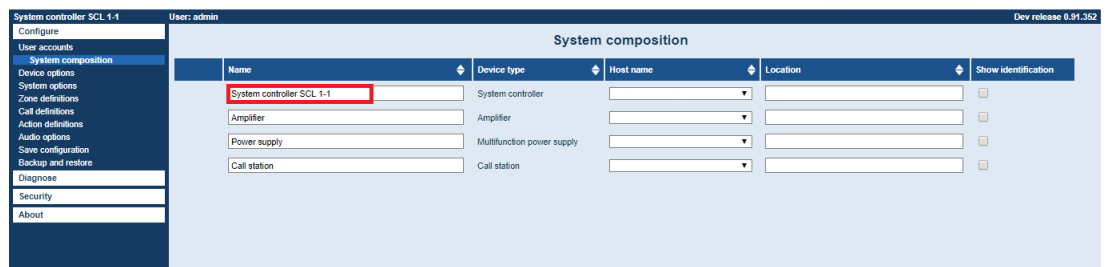 System controller SCL 1-1 User: admin Dev release 0.91.352
Configure
User accounts
System composition
Device options
System options
Zone definitions
Call definitions
Action definitions
Audio options
Save configuration
Backup and restore
Diagnose
Security
About
System composition
Name Device type Host name Location Show identification
System controller SCL 1-1 System controller
Amplifier Amplifier
Power supply Multifunction power supply
Call station Call station